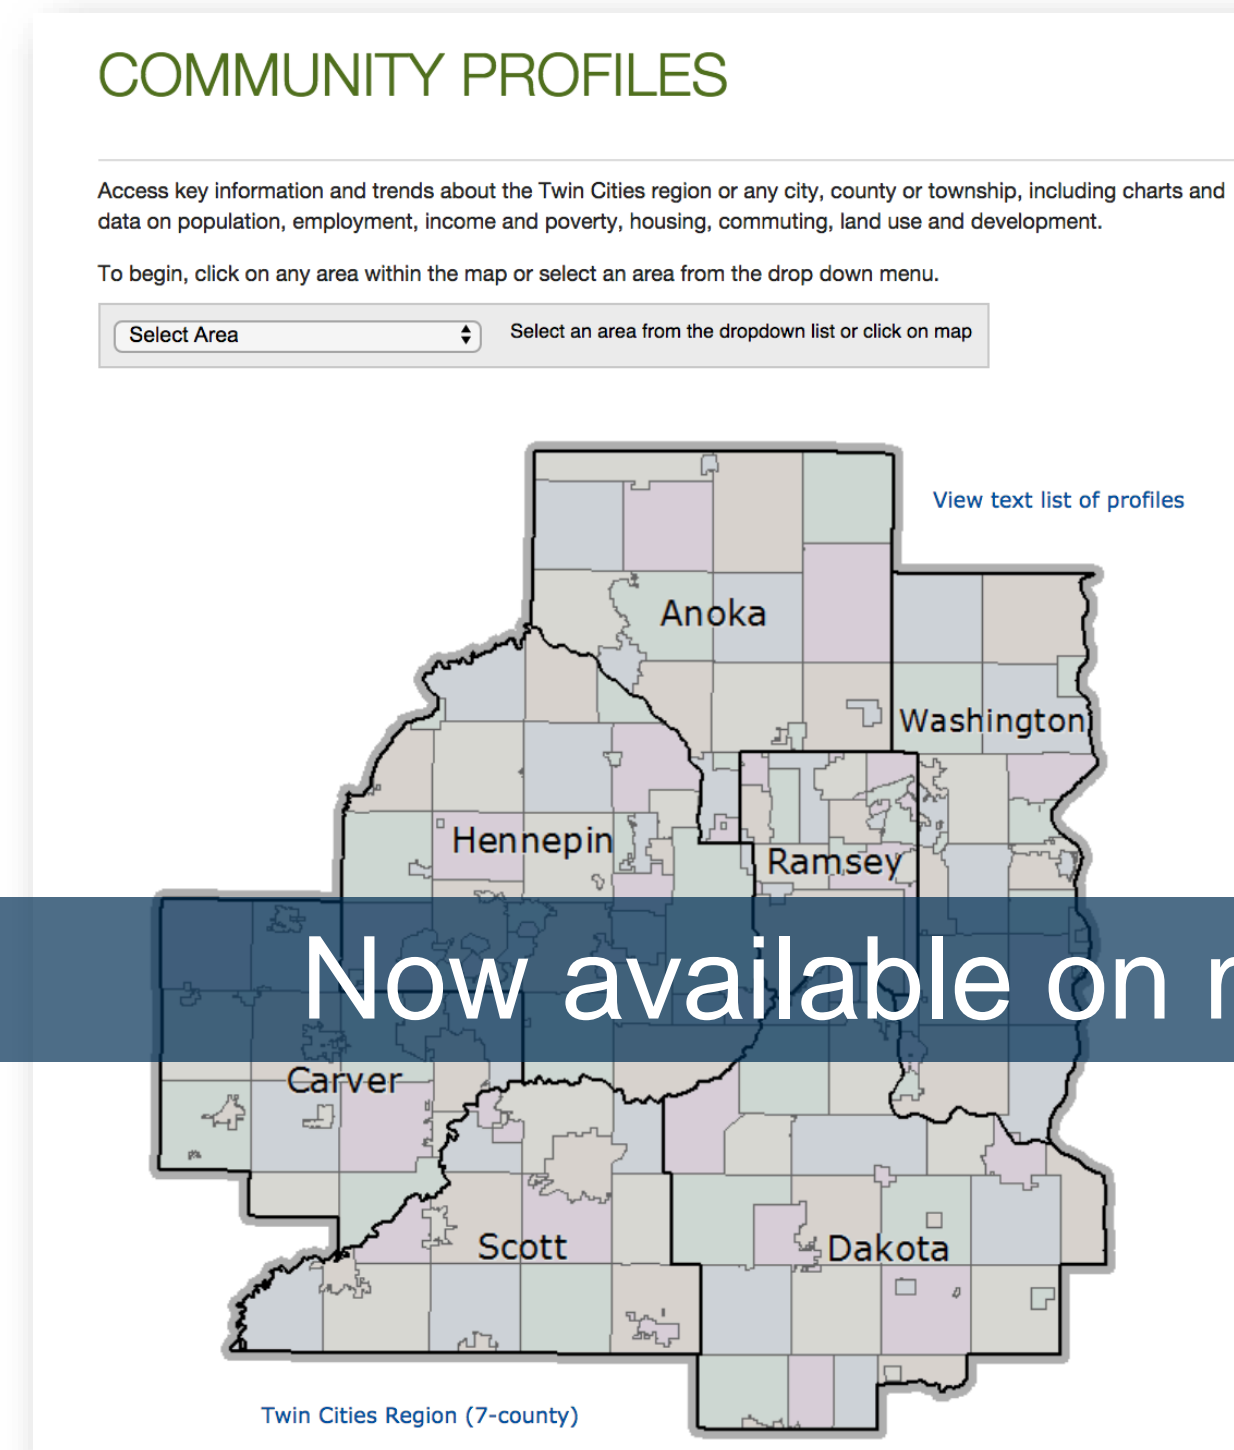 COMMUNITY PROFILES
Access key information and trends about the Twin Cities region or any city, county or township, including charts and
data on population, employment, income and poverty, housing, commuting, land use and development.
To begin, click on any area within the map or select an area from the drop down menu.
Select Area
Select an area from the dropdown list or click on map
View text list of profiles
Anoka
Washington
Hennepin
Ramsey
Now available on
Carver
Scott
Dakota
Twin Cities Region (7-county)